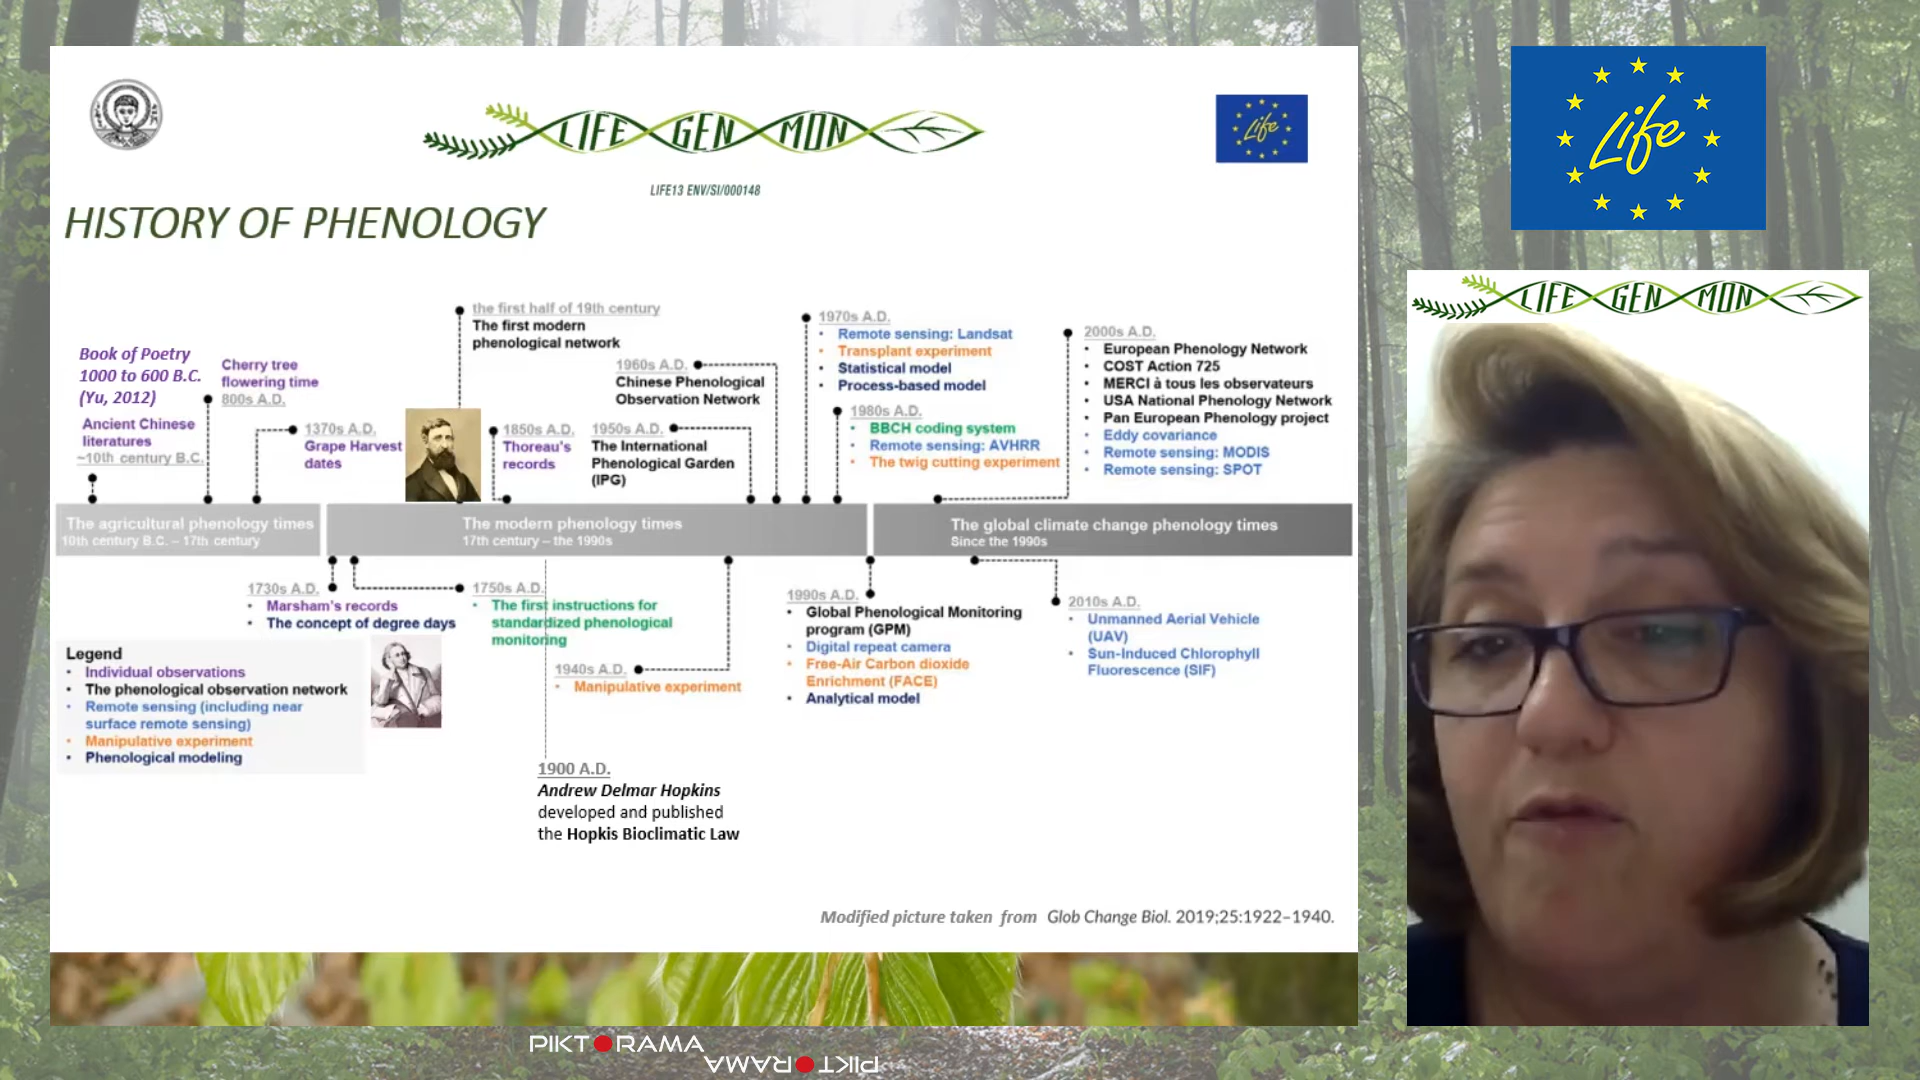 LIFE GEN MON
LIFE13 ENV/SI/000148
Life
HISTORY OF PHENOLOGY
Book of Poetry
1000 to 600 B.C.
(Yu, 2012)
Ancient Chinese
literatures
~10th century B.C.
Cherry tree
flowering time
800s A.D.
1370s A.D.
Grape Harvest
dates
the first half of 19th century
The first modern
phenological network
1850s A.D.
Thoreau's
records
1950s A.D.
The International
Phenological Garden
(IPG)
1960s A.D.
Chinese Phenological
Observation Network
1970s A.D.
• Remote sensing: Landsat
• Transplant experiment
• Statistical model
• Process-based model
1980s A.D.
• BBCH coding system
• Remote sensing: AVHRR
• The twig cutting experiment
2000s A.D.
• European Phenology Network
• COST Action 725
• MERCI à tous les observateurs
• USA National Phenology Network
• Pan European Phenology project
• Eddy covariance
• Remote sensing: MODIS
• Remote sensing: SPOT
The agricultural phenology times
10th century B.C. – 17th century
The modern phenology times
17th century – the 1990s
The global climate change phenology times
Since the 1990s
1730s A.D.
• Marsham's records
• The concept of degree days
1750s A.D.
• The first instructions for
standardized phenological
monitoring
1940s A.D.
• Manipulative experiment
1990s A.D.
• Global Phenological Monitoring
program (GPM)
• Digital repeat camera
• Free-Air Carbon dioxide
Enrichment (FACE)
• Analytical model
2010s A.D.
• Unmanned Aerial Vehicle
(UAV)
• Sun-Induced Chlorophyll
Fluorescence (SIF)
Legend
• Individual observations
• The phenological observation network
• Remote sensing (including near
surface remote sensing)
• Manipulative experiment
• Phenological modeling
1900 A.D.
Andrew Delmar Hopkins
developed and published
the Hopkis Bioclimatic Law
Modified picture taken from Glob Change Biol. 2019;25:1922–1940.
Life
LIFE GEN MON
PIKTORAMA
PIKTORAMA